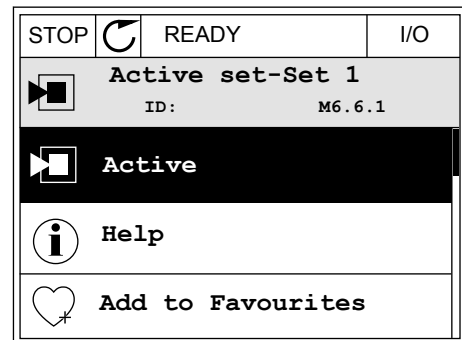 STOP READY I/O
Active set-Set 1
ID: M6.6.1
Active
Help
Add to Favourites